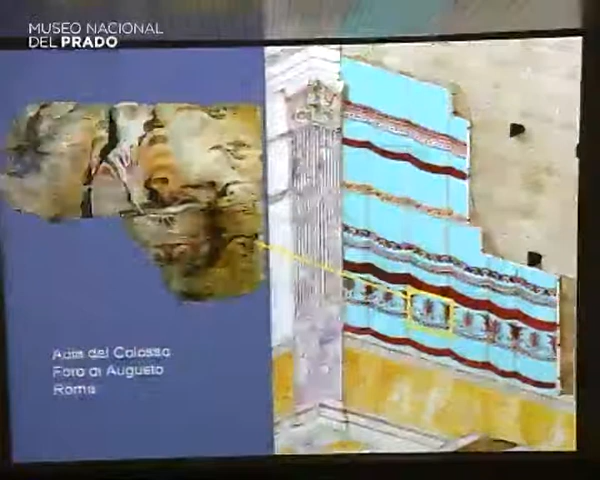 MUSEO NACIONAL
DEL PRADO
Aula del Colosso
Foro di Augusto
Roma